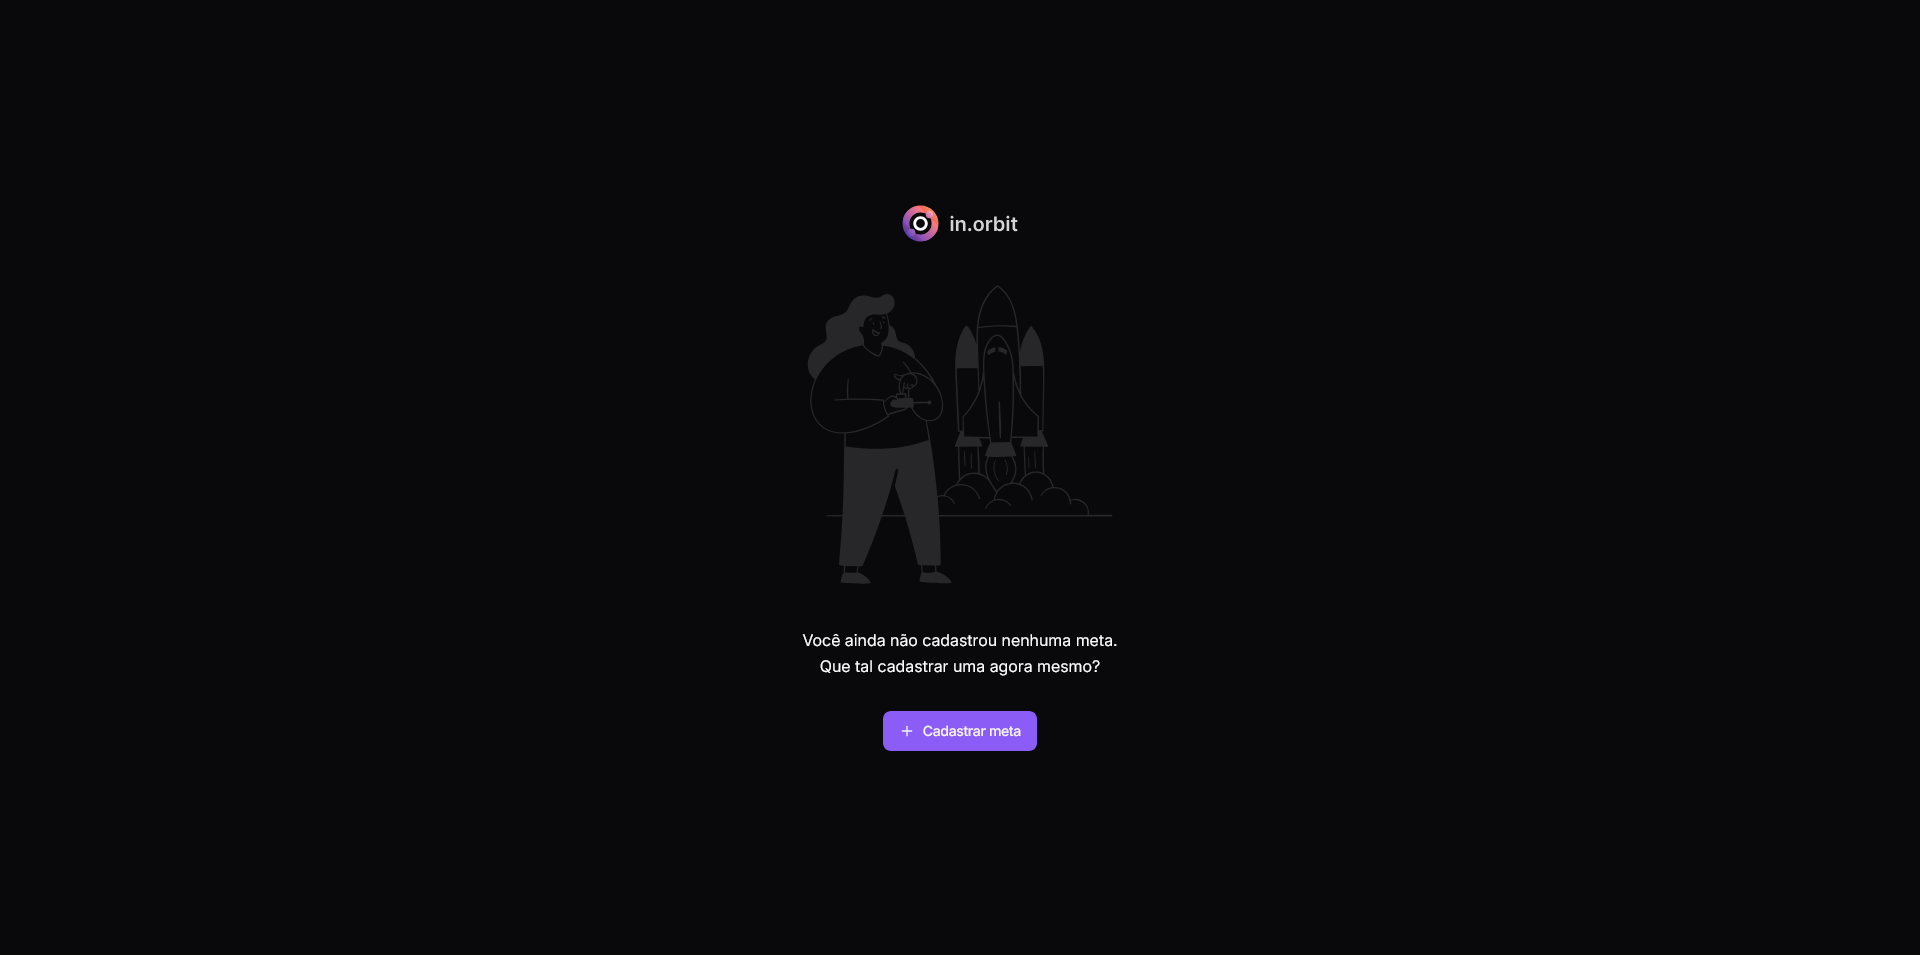 in.orbit
Você ainda não cadastrou nenhuma meta.
Que tal cadastrar uma agora mesmo?
Cadastrar meta